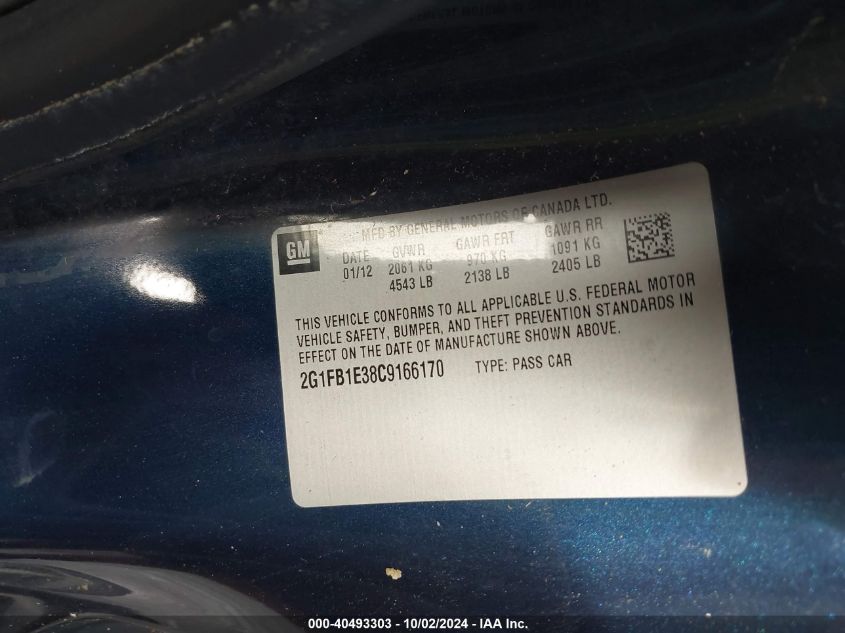 GM
MFD BY GENERAL MOTORS OF CANADA LTD.
DATE GVWR GAWR FRT GAWR RR
01/12 2061 KG 970 KG 1091 KG
4543 LB 2138 LB 2405 LB
THIS VEHICLE CONFORMS TO ALL APPLICABLE U.S. FEDERAL MOTOR
VEHICLE SAFETY, BUMPER, AND THEFT PREVENTION STANDARDS IN
EFFECT ON THE DATE OF MANUFACTURE SHOWN ABOVE.
2G1FB1E38C9166170 TYPE: PASS CAR
000-40493303 - 10/02/2024 - IAA Inc.